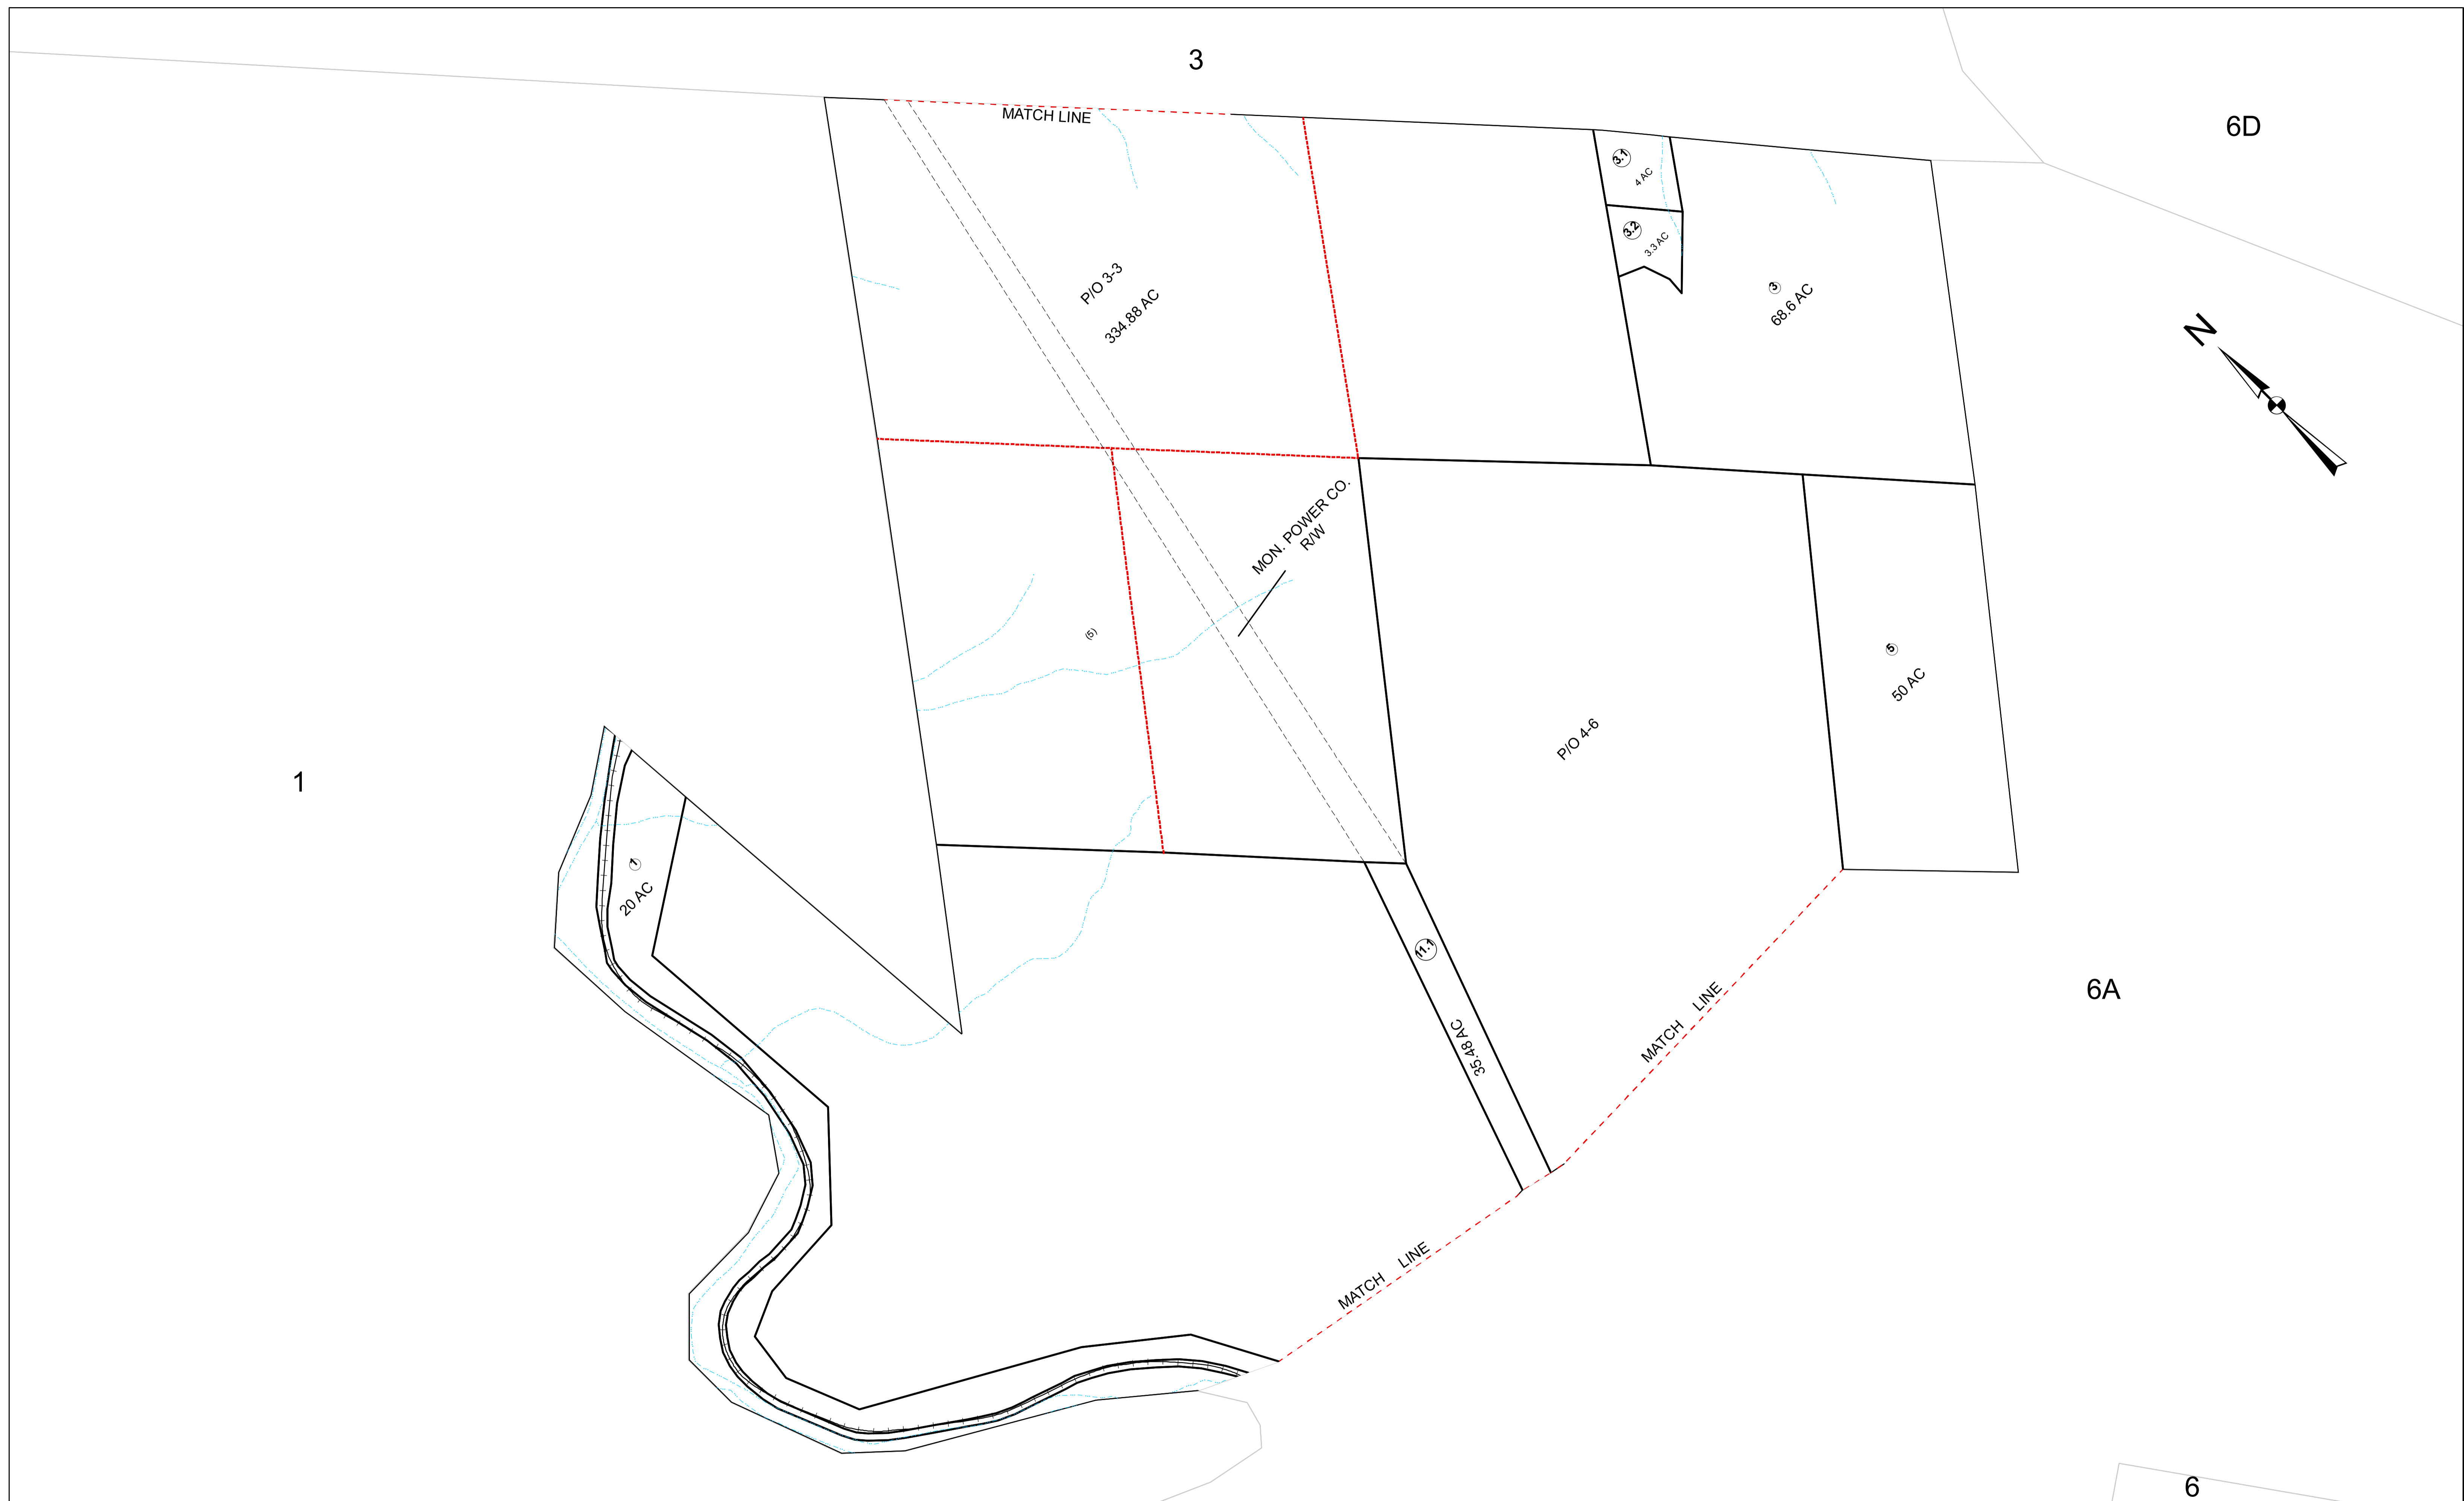 3
6D
MATCH LINE
3.1
4 AC
3.2
3.3 AC
P/O 3-3
334.88 AC
3
68.6 AC
N
MON. POWER CO.
R/W
(5)
5
50 AC
P/O 4-6
1
1
20 AC
11.1
35.48 AC
6A
MATCH LINE
MATCH LINE
6